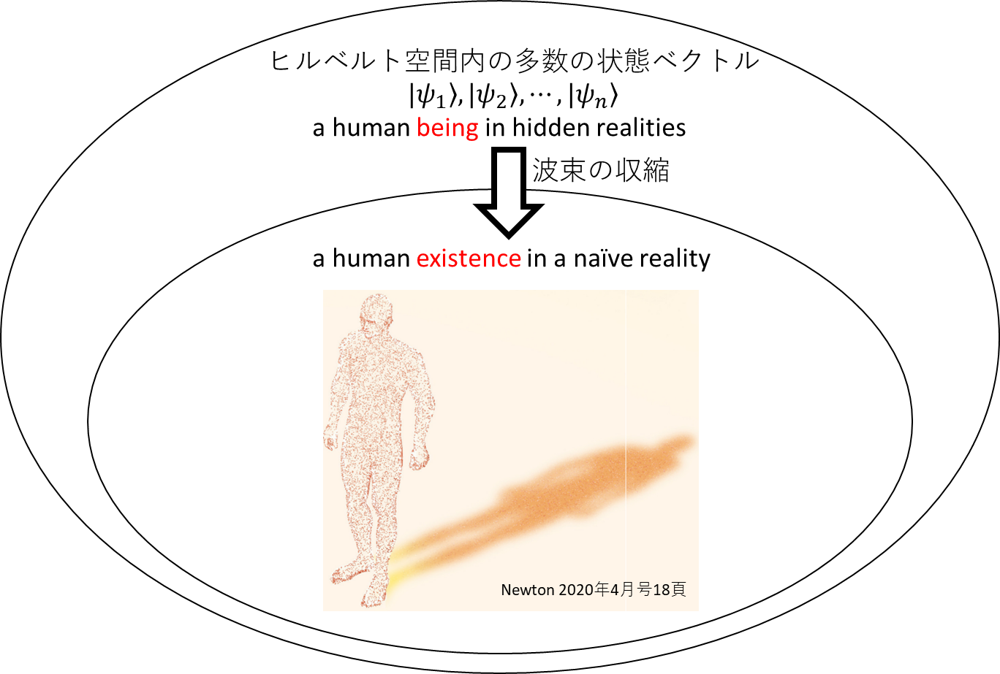 ヒルベルト空間内の多数の状態ベクトル
|ψ₁⟩, |ψ₂⟩, ⋯ , |ψₙ⟩
a human being in hidden realities
波束の収縮
a human existence in a naïve reality
Newton 2020年4月号18頁